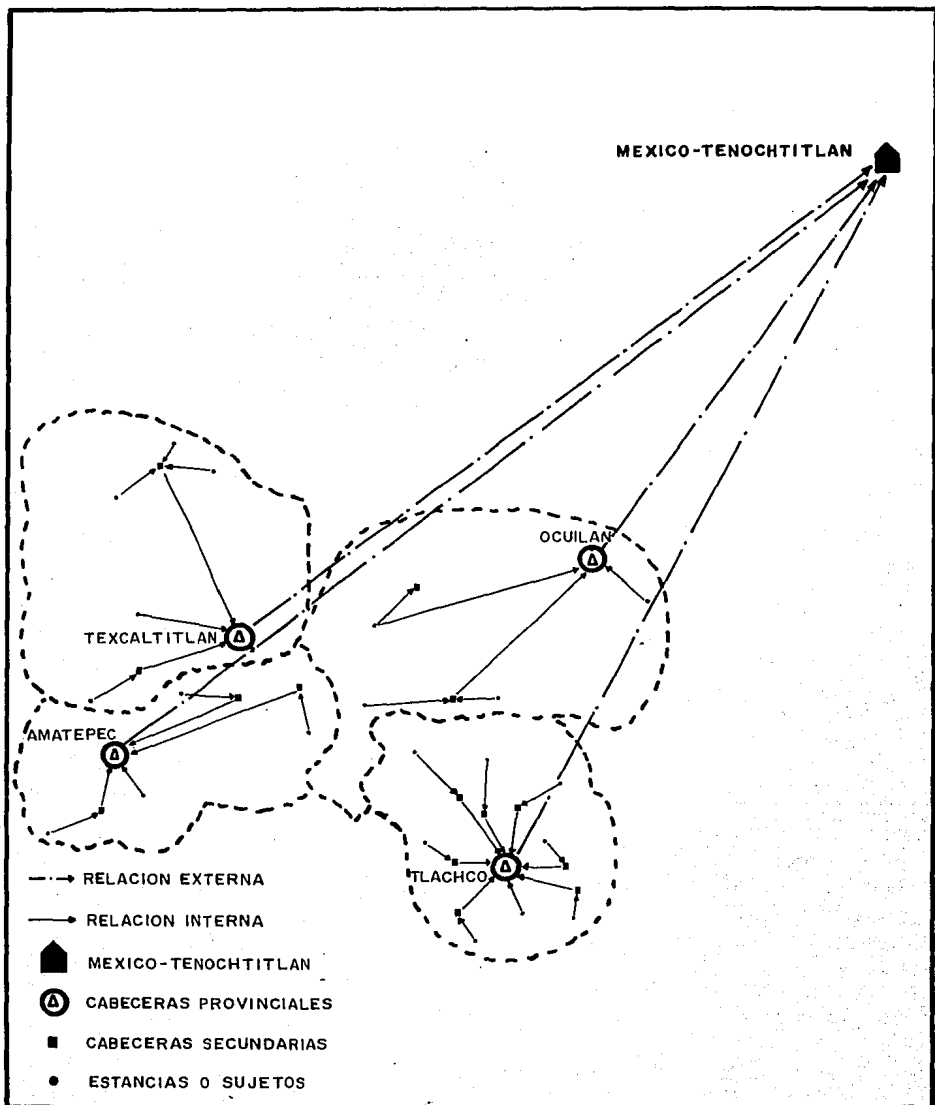 MEXICO-TENOCHTITLAN
OCUILAN
TEXCALTITLAN
AMATEPEC
TLACHCO
RELACION EXTERNA
RELACION INTERNA
MEXICO-TENOCHTITLAN
CABECERAS PROVINCIALES
CABECERAS SECUNDARIAS
ESTANCIAS O SUJETOS